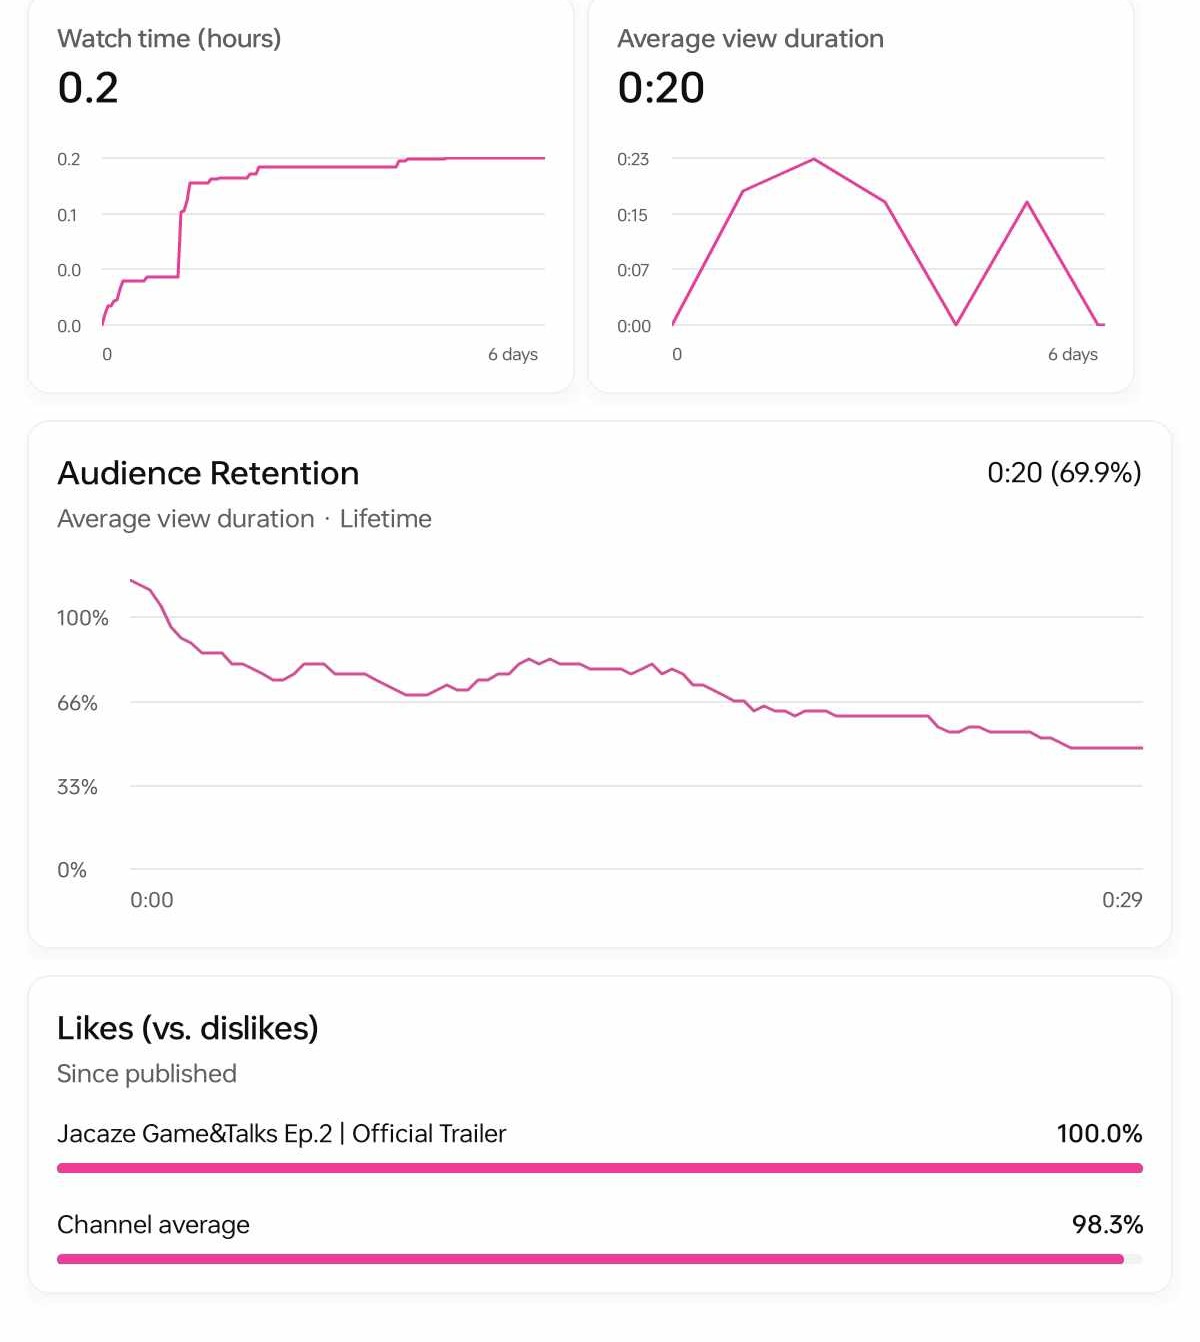 Watch time (hours)
0.2
0.2
0.1
0.0
0.0
0
6 days
Average view duration
0:20
0:23
0:15
0:07
0:00
0
6 days
Audience Retention
0:20 (69.9%)
Average view duration · Lifetime
100%
66%
33%
0%
0:00
0:29
Likes (vs. dislikes)
Since published
Jacaze Game&Talks Ep.2 | Official Trailer
100.0%
Channel average
98.3%